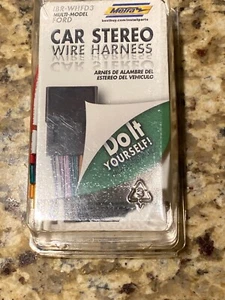 IBR-WHFD3
MULTI-MODEL
FORD
Metra
CAR STEREO
WIRE HARNESS
ARNES DE ALAMBRE DEL
ESTEREO DEL VEHICULO
Do It
YOURSELF!